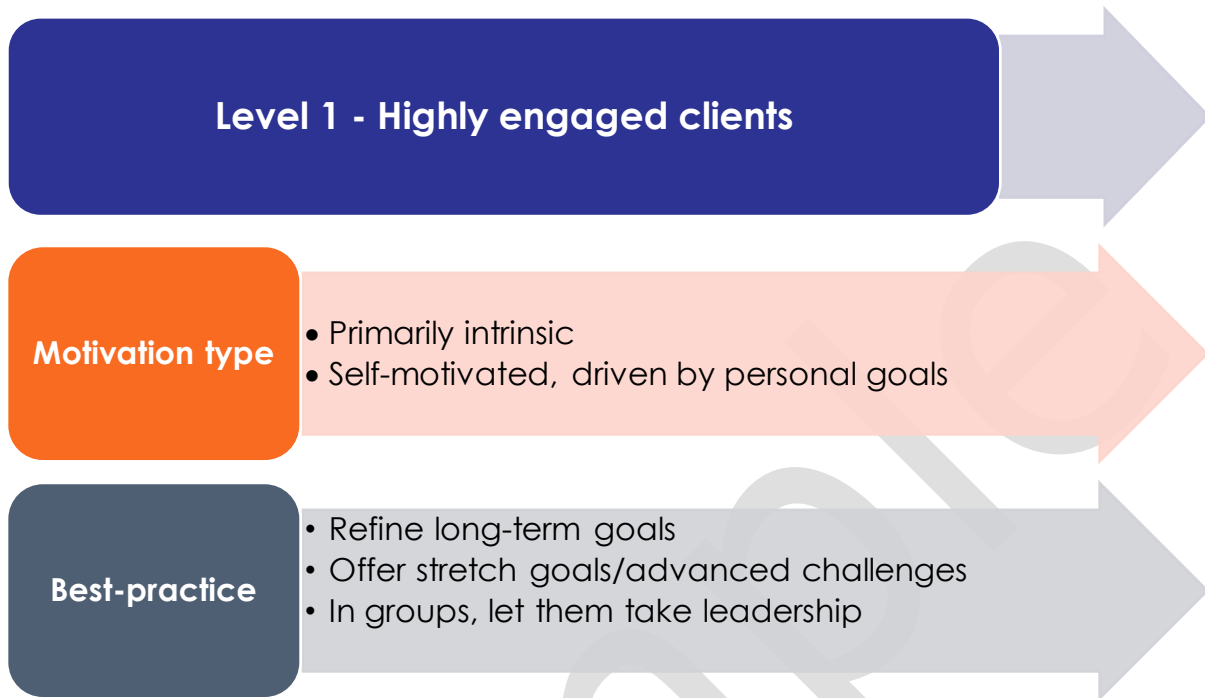 Level 1 - Highly engaged clients
Motivation type
• Primarily intrinsic
• Self-motivated, driven by personal goals
Best-practice
• Refine long-term goals
• Offer stretch goals/advanced challenges
• In groups, let them take leadership